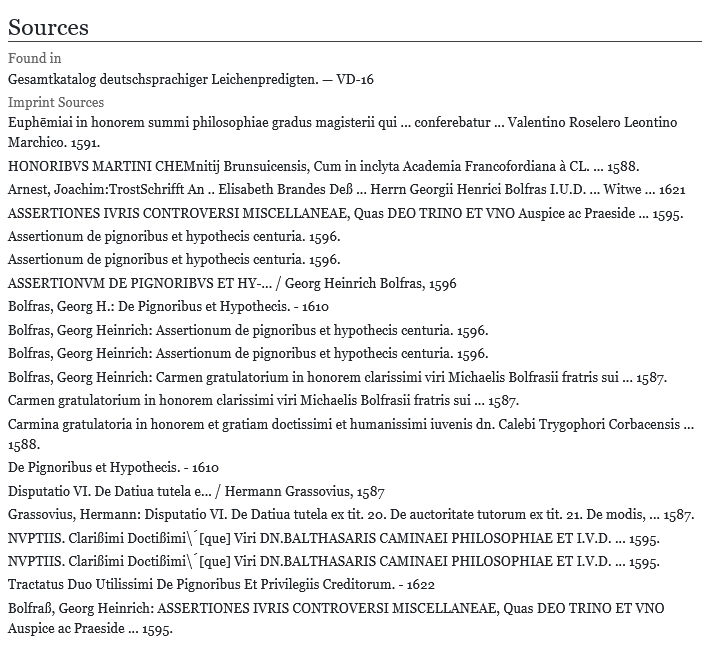 Sources
Found in
Gesamtkatalog deutschsprachiger Leichenpredigten. — VD-16
Imprint Sources
Euphēmiai in honorem summi philosophiae gradus magisterii qui ... conferebatur ... Valentino Roselero Leontino
Marchico. 1591.
HONORIBVS MARTINI CHEMnitij Brunsuicensis, Cum in inclyta Academia Francofordiana à CL. ... 1588.
Arnest, Joachim:TrostSchrifft An .. Elisabeth Brandes Deß ... Herrn Georgii Henrici Bolfras I.U.D. ... Witwe ... 1621
ASSERTIONES IVRIS CONTROVERSI MISCELLANEAE, Quas DEO TRINO ET VNO Auspice ac Praeside ... 1595.
Assertionum de pignoribus et hypothecis centuria. 1596.
Assertionum de pignoribus et hypothecis centuria. 1596.
ASSERTIONVM DE PIGNORIBVS ET HY-... / Georg Heinrich Bolfras, 1596
Bolfras, Georg H.: De Pignoribus et Hypothecis. - 1610
Bolfras, Georg Heinrich: Assertionum de pignoribus et hypothecis centuria. 1596.
Bolfras, Georg Heinrich: Assertionum de pignoribus et hypothecis centuria. 1596.
Bolfras, Georg Heinrich: Carmen gratulatorium in honorem clarissimi viri Michaelis Bolfrasii fratris sui ... 1587.
Carmen gratulatorium in honorem clarissimi viri Michaelis Bolfrasii fratris sui ... 1587.
Carmina gratulatoria in honorem et gratiam doctissimi et humanissimi iuvenis dn. Calebi Trygophori Corbacensis ...
1588.
De Pignoribus et Hypothecis. - 1610
Disputatio VI. De Datiua tutela e... / Hermann Grassovius, 1587
Grassovius, Hermann: Disputatio VI. De Datiua tutela ex tit. 20. De auctoritate tutorum ex tit. 21. De modis, ... 1587.
NVPTIIS. Clarißimi Doctißimi\´[que] Viri DN.BALTHASARIS CAMINAEI PHILOSOPHIAE ET I.V.D. ... 1595.
NVPTIIS. Clarißimi Doctißimi\´[que] Viri DN.BALTHASARIS CAMINAEI PHILOSOPHIAE ET I.V.D. ... 1595.
Tractatus Duo Utilissimi De Pignoribus Et Privilegiis Creditorum. - 1622
Bolfraß, Georg Heinrich: ASSERTIONES IVRIS CONTROVERSI MISCELLANEAE, Quas DEO TRINO ET VNO
Auspice ac Praeside ... 1595.